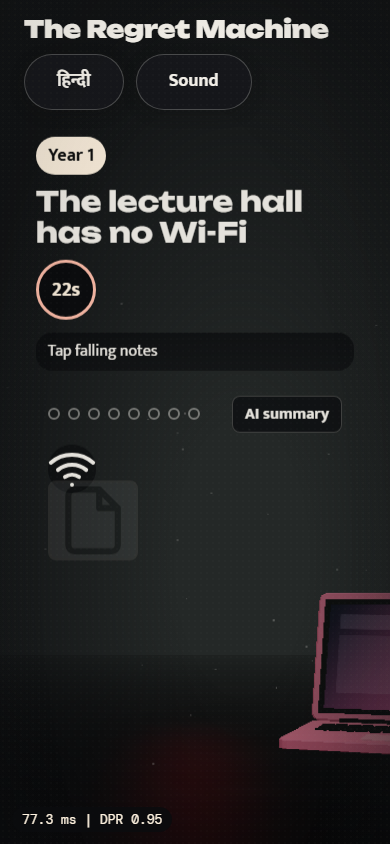 The Regret Machine
हिन्दी
Sound
Year 1
The lecture hall
has no Wi-Fi
22s
Tap falling notes
AI summary
77.3 ms | DPR 0.95